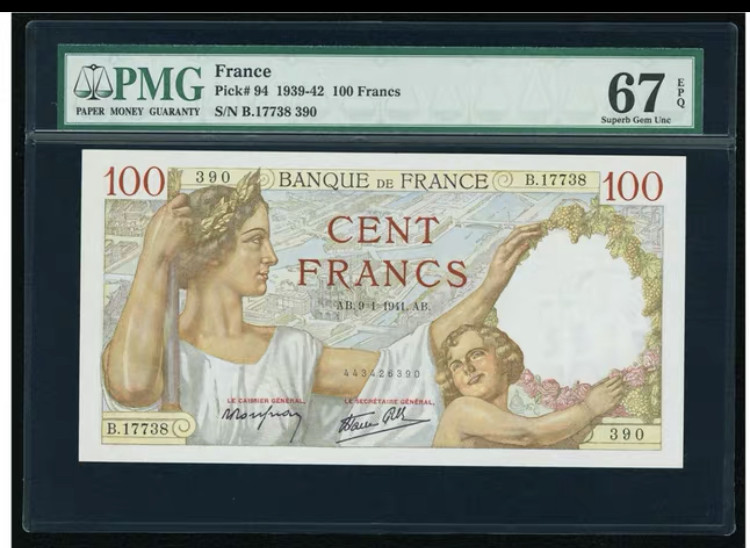 PMG
PAPER MONEY GUARANTY
France
Pick# 94 1939-42 100 Francs
S/N B.17738 390
67
EPQ
Superb Gem Unc
100 390 BANQUE DE FRANCE B.17738 100
CENT
FRANCS
AB. 9-1-1941. AB.
443426390
LE CAISSIER GÉNÉRAL, LE SECRÉTAIRE GÉNÉRAL,
B.17738 390